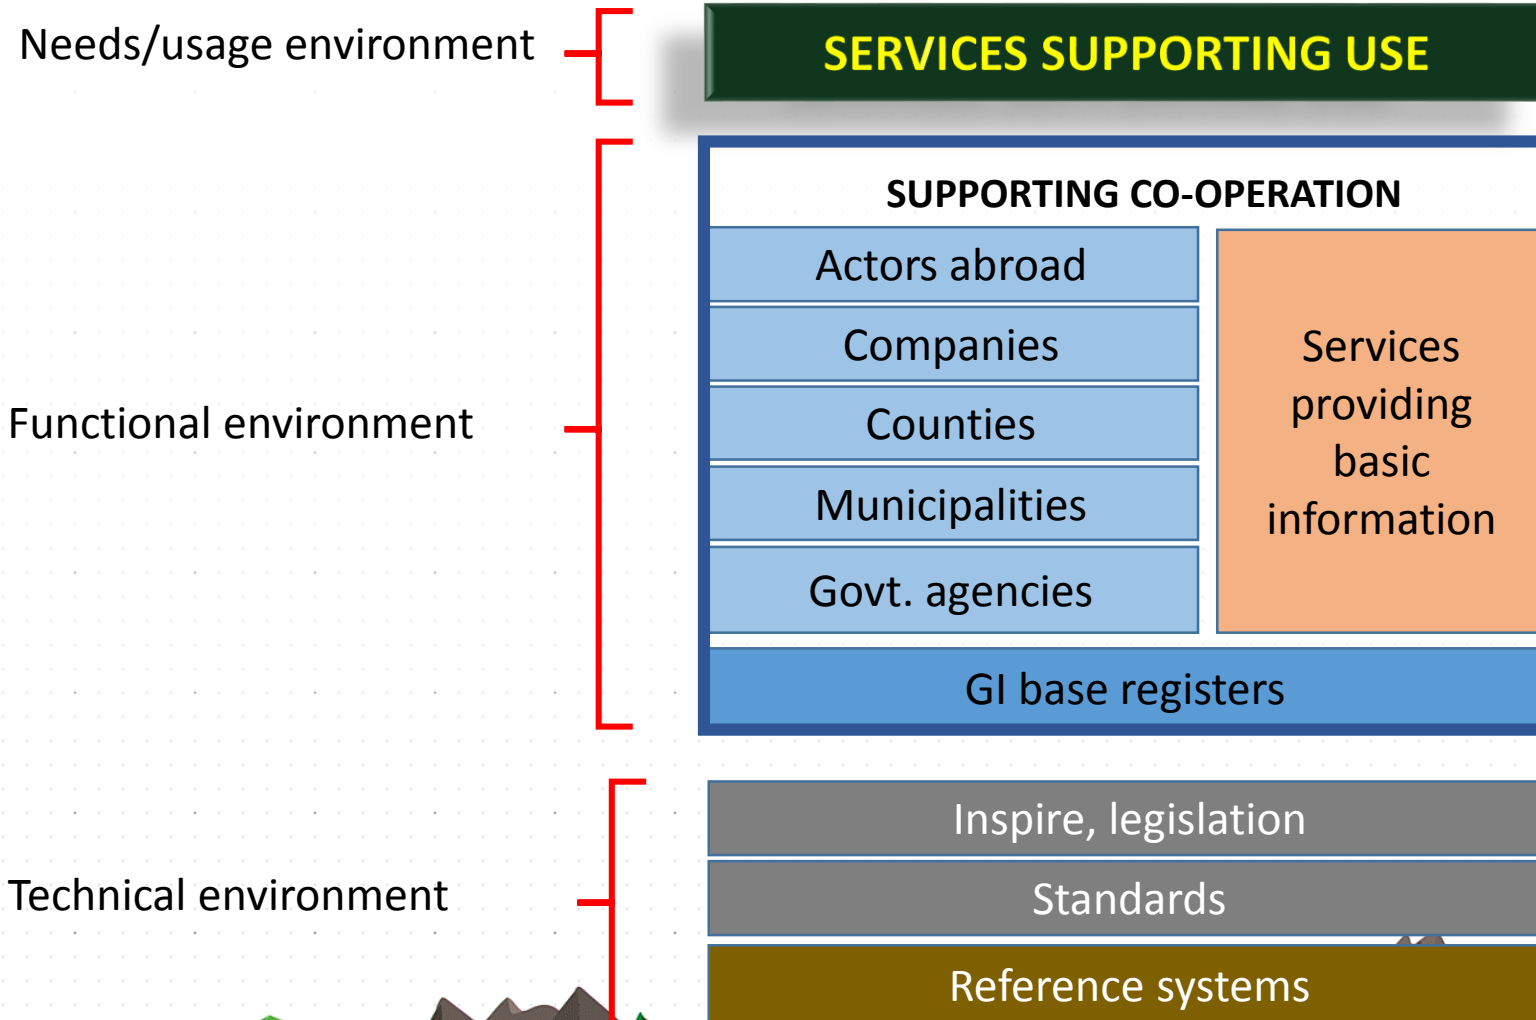 Needs/usage environment
SERVICES SUPPORTING USE
SUPPORTING CO-OPERATION
Actors abroad
Companies
Counties
Municipalities
Govt. agencies
Services
providing
basic
information
GI base registers
Functional environment
Inspire, legislation
Standards
Reference systems
Technical environment